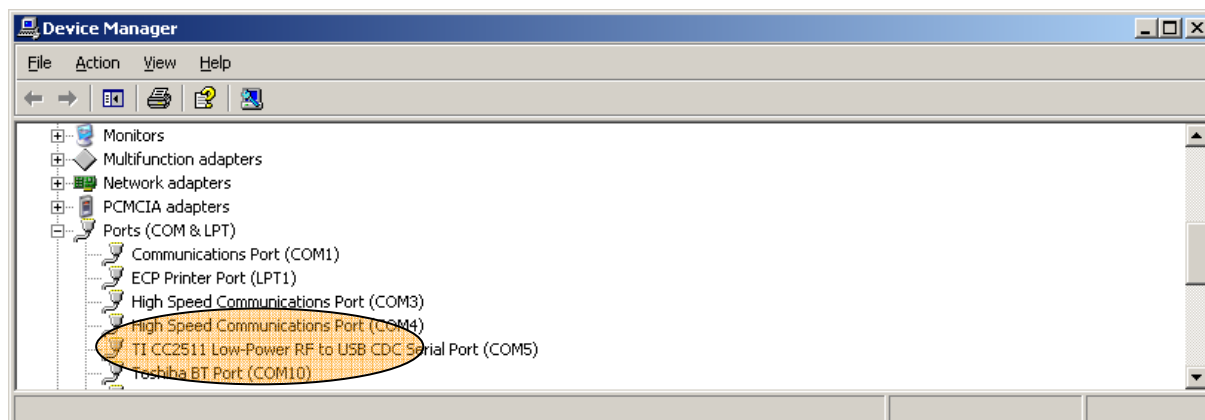 Device Manager
File Action View Help
Monitors
Multifunction adapters
Network adapters
PCMCIA adapters
Ports (COM & LPT)
Communications Port (COM1)
ECP Printer Port (LPT1)
High Speed Communications Port (COM3)
High Speed Communications Port (COM4)
TI CC2511 Low-Power RF to USB CDC Serial Port (COM5)
Toshiba BT Port (COM10)